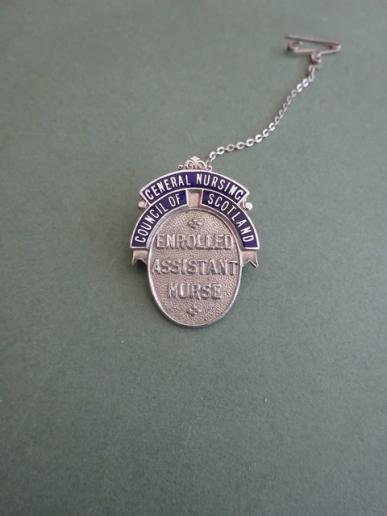 GENERAL NURSING
COUNCIL OF SCOTLAND
ENROLLED
ASSISTANT
NURSE